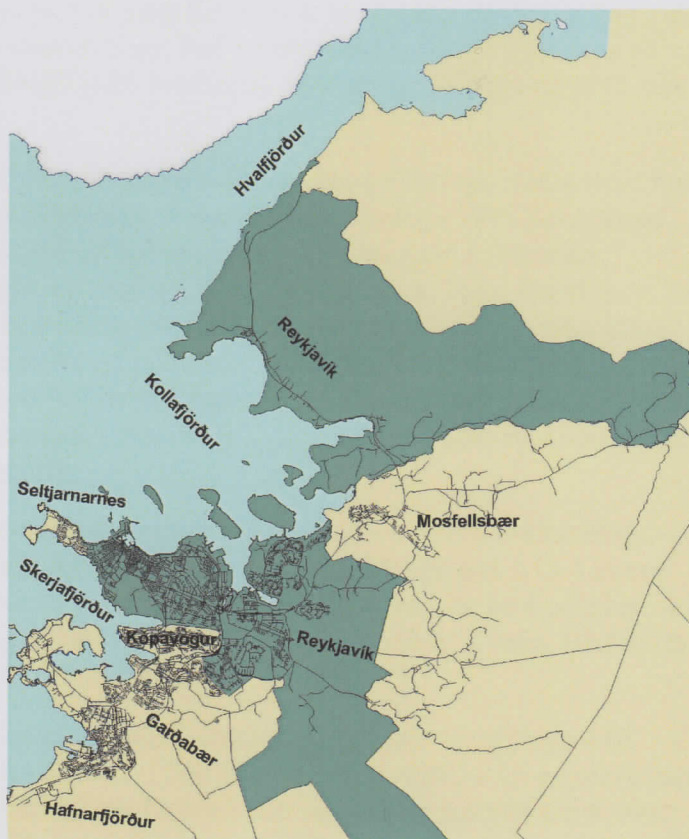 Hvalfjörður
Reykjavík
Kollafjörður
Seltjarnarnes
Mosfellsbær
Skerjafjörður
Kópavogur
Reykjavík
Garðabær
Hafnarfjörður